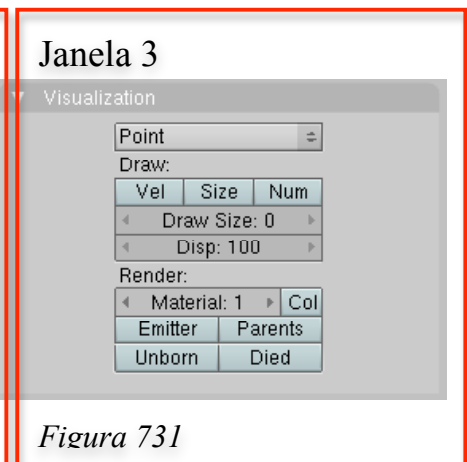 Janela 3
Visualization
Point
Draw:
Vel Size Num
Draw Size: 0
Disp: 100
Render:
Material: 1 Col
Emitter Parents
Unborn Died
Figura 731